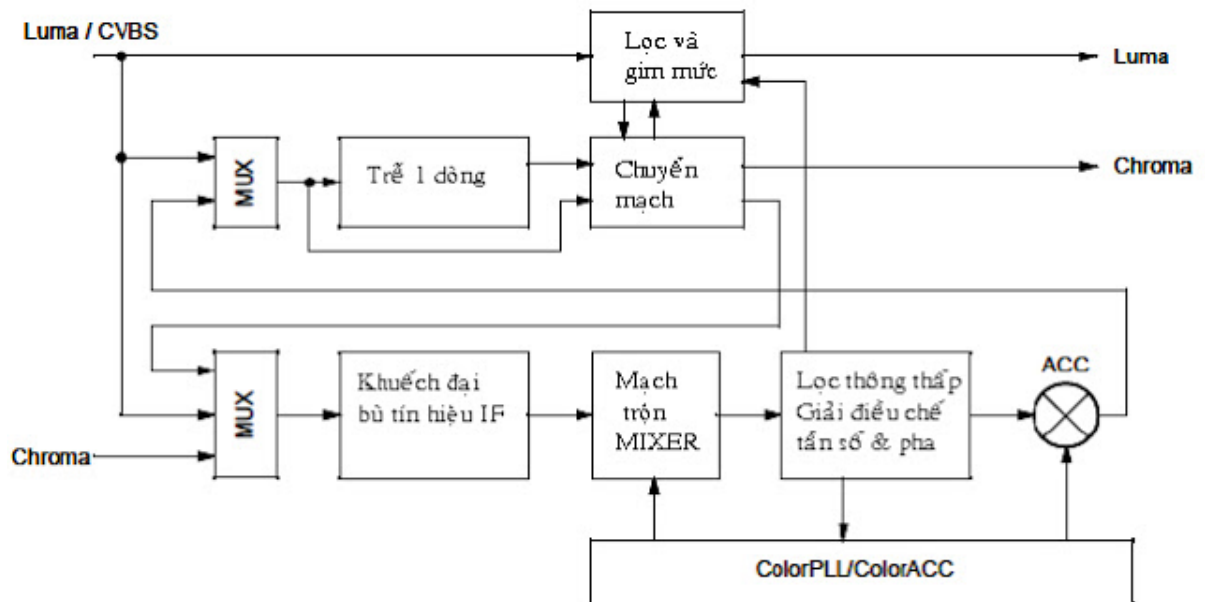 Luma / CVBS
Lọc và
gim mức
Luma
MUX
Trễ 1 dòng
Chuyển
mạch
Chroma
MUX
Khuếch đại
bù tín hiệu IF
Mạch
trộn
MIXER
Lọc thông thấp
Giải điều chế
tần số & pha
ACC
Chroma
ColorPLL/ColorACC